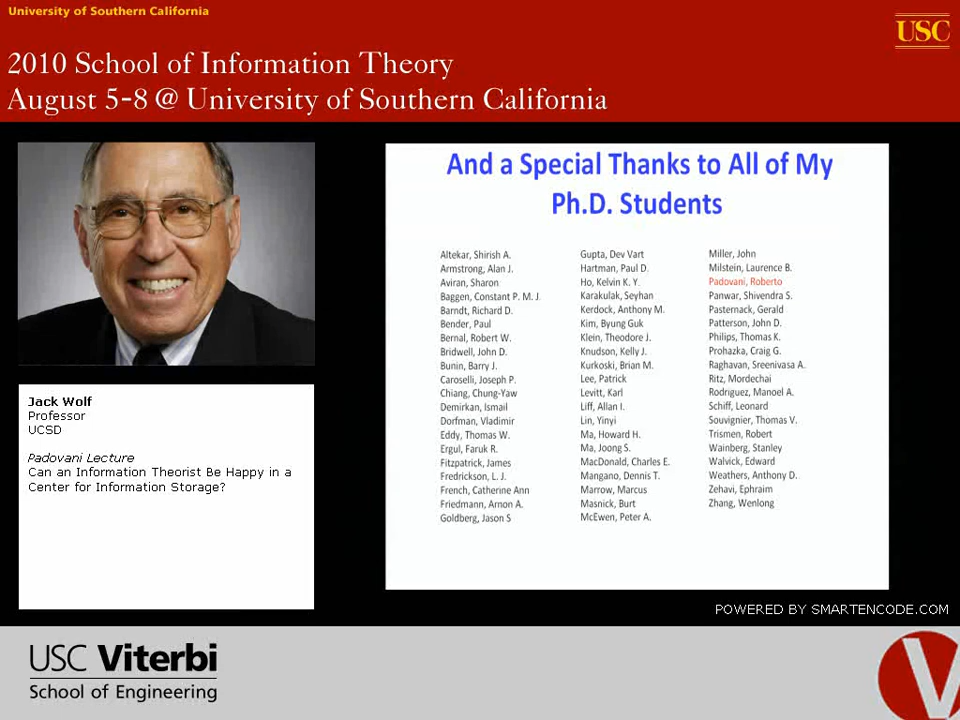 University of Southern California
USC
2010 School of Information Theory
August 5-8 @ University of Southern California
Jack Wolf
Professor
UCSD
Padovani Lecture
Can an Information Theorist Be Happy in a
Center for Information Storage?
And a Special Thanks to All of My
Ph.D. Students
Altekar, Shirish A.
Armstrong, Alan J.
Aviran, Sharon
Baggen, Constant P. M. J.
Barndt, Richard D.
Bender, Paul
Bernal, Robert W.
Bridwell, John D.
Bunin, Barry J.
Caroselli, Joseph P.
Chiang, Chung-Yaw
Demirkan, Ismail
Dorfman, Vladimir
Eddy, Thomas W.
Ergul, Faruk R.
Fitzpatrick, James
Fredrickson, L. J.
French, Catherine Ann
Friedmann, Arnon A.
Goldberg, Jason S
Gupta, Dev Vart
Hartman, Paul D.
Ho, Kelvin K. Y.
Karakulak, Seyhan
Kerdock, Anthony M.
Kim, Byung Guk
Klein, Theodore J.
Knudson, Kelly J.
Kurkoski, Brian M.
Lee, Patrick
Levitt, Karl
Liff, Allan I.
Lin, Yinyi
Ma, Howard H.
Ma, Joong S.
MacDonald, Charles E.
Mangano, Dennis T.
Marrow, Marcus
Masnick, Burt
McEwen, Peter A.
Miller, John
Milstein, Laurence B.
Padovani, Roberto
Panwar, Shivendra S.
Pasternack, Gerald
Patterson, John D.
Philips, Thomas K.
Prohazka, Craig G.
Raghavan, Sreenivasa A.
Ritz, Mordechai
Rodriguez, Manoel A.
Schiff, Leonard
Souvignier, Thomas V.
Trismen, Robert
Wainberg, Stanley
Walvick, Edward
Weathers, Anthony D.
Zehavi, Ephraim
Zhang, Wenlong
POWERED BY SMARTENCODE.COM
USC Viterbi
School of Engineering
V